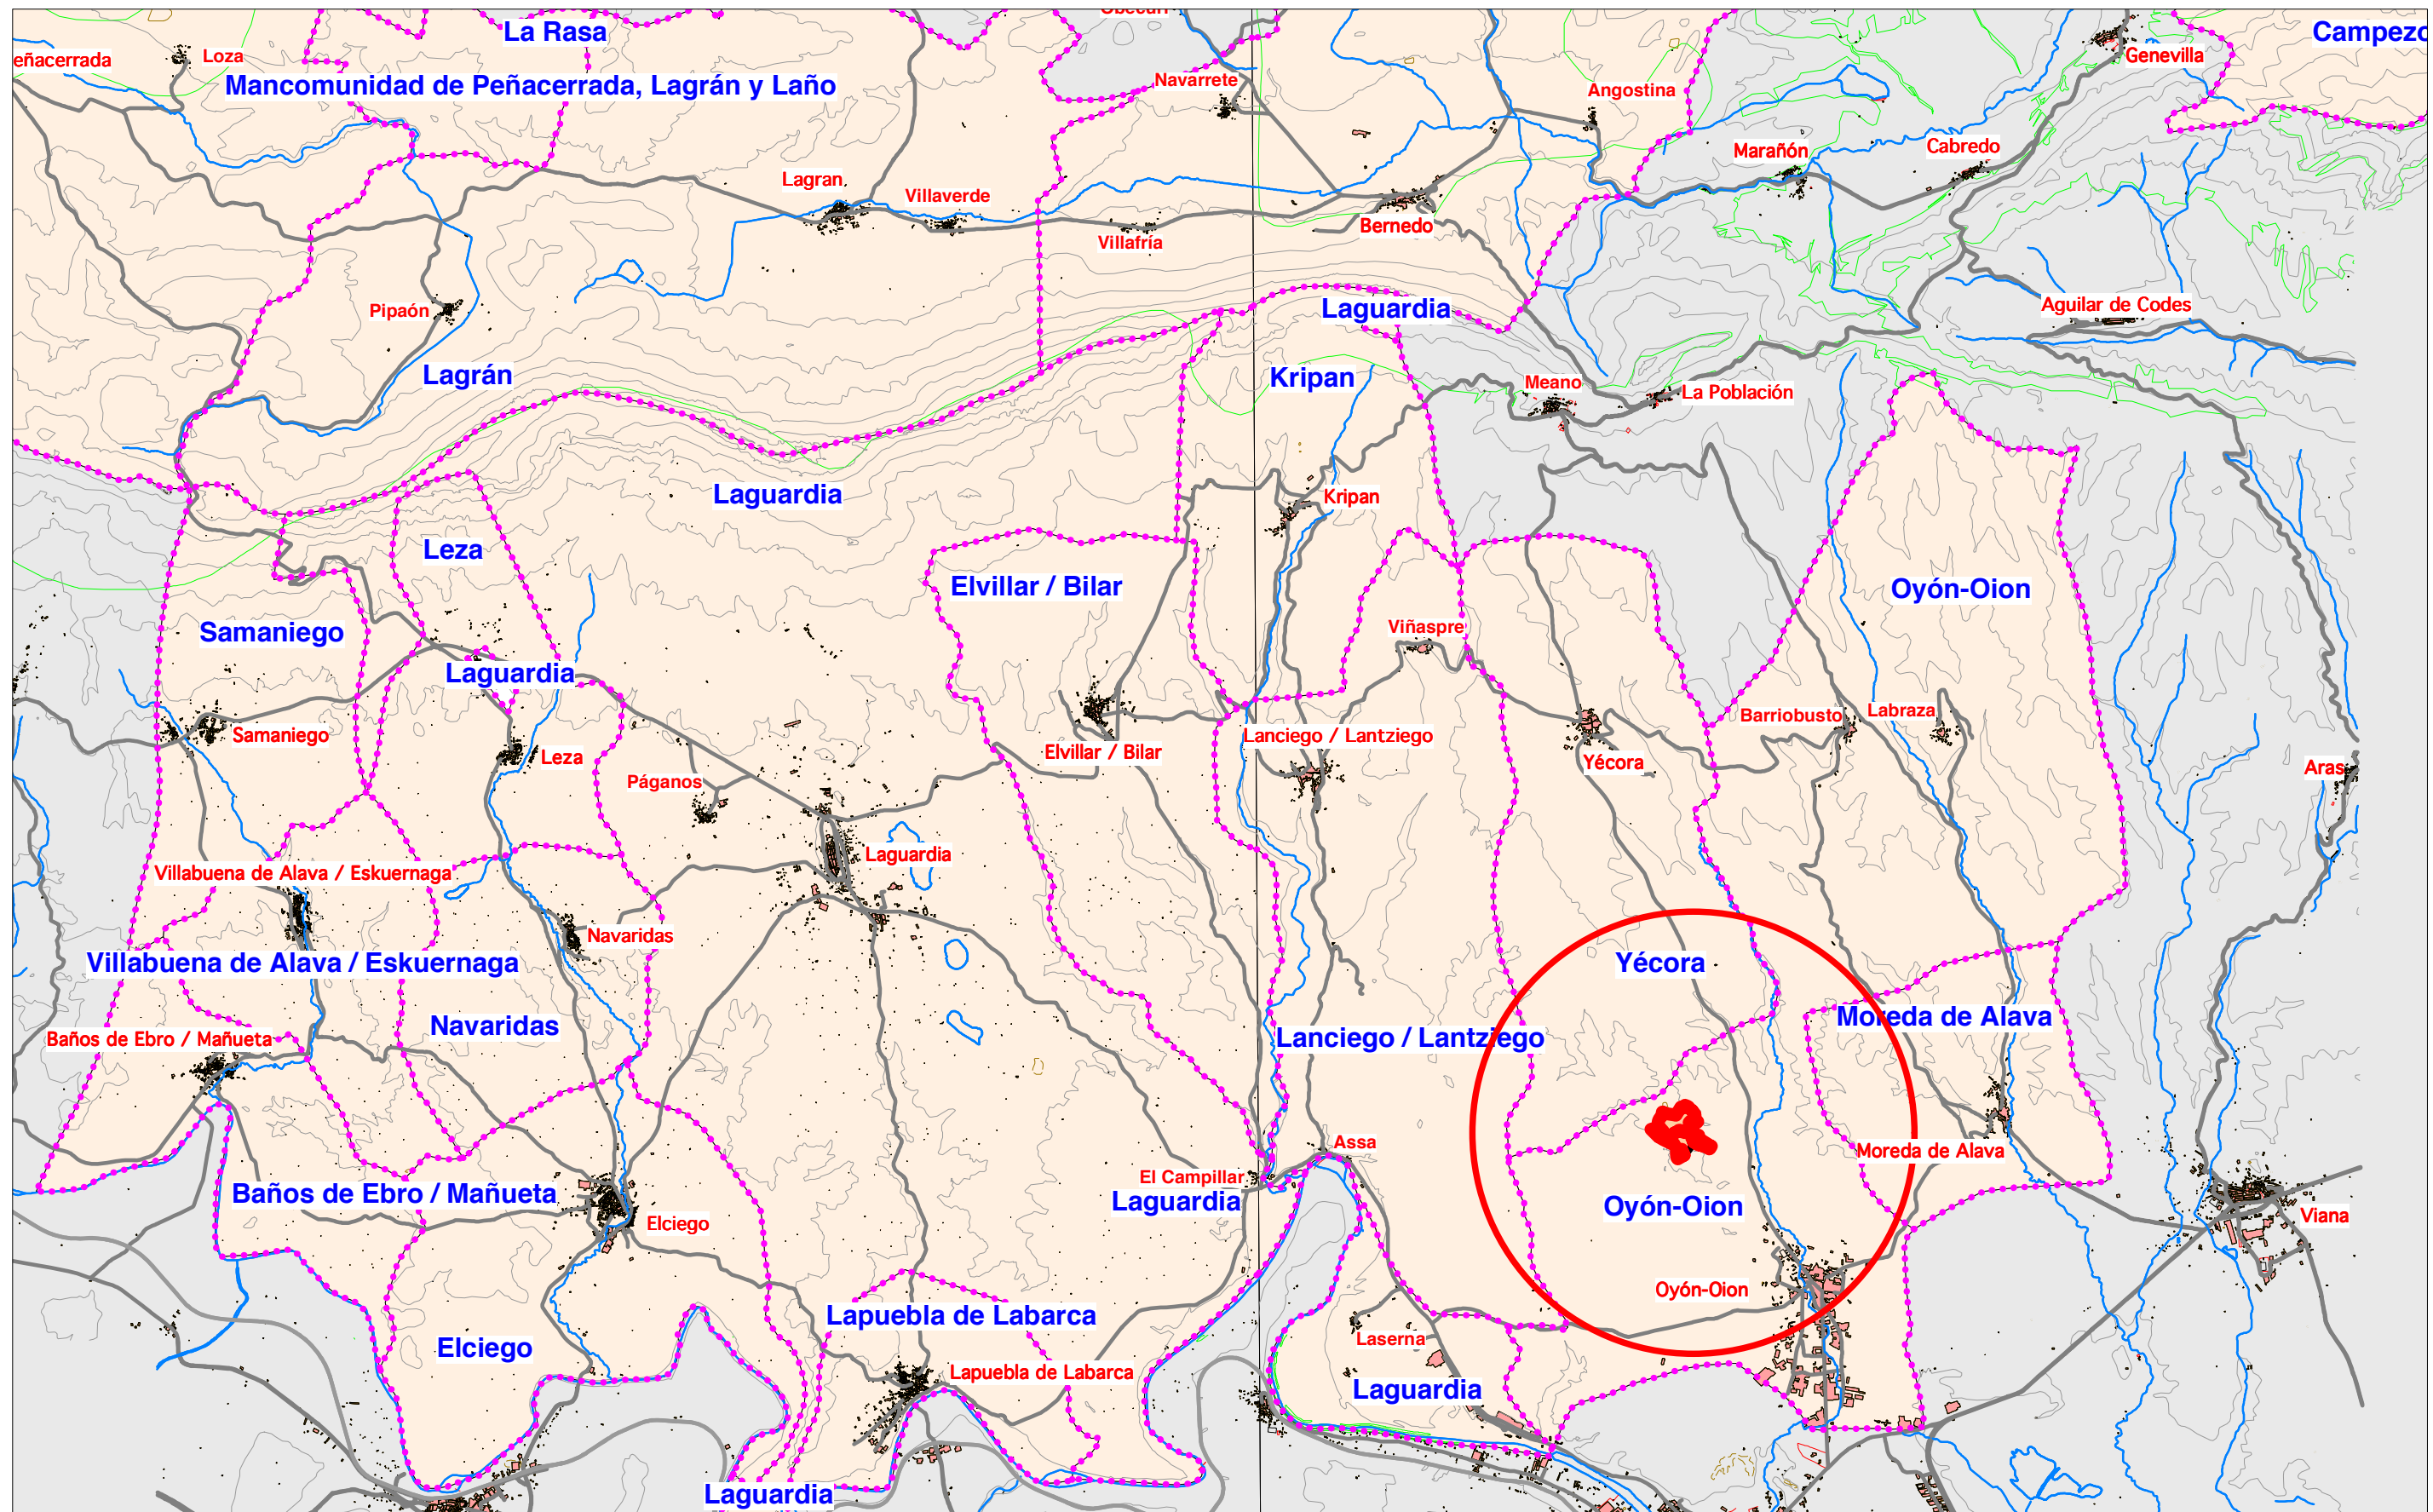 Obecuri
La Rasa
Campezo
eñacerrada
Loza
Genevilla
Mancomunidad de Peñacerrada, Lagrán y Laño
Navarrete
Angostina
Marañón
Cabredo
Lagran
Villaverde
Bernedo
Villafría
Pipaón
Laguardia
Aguilar de Codes
Lagrán
Kripan
Meano
La Población
Laguardia
Kripan
Leza
Elvillar / Bilar
Oyón-Oion
Samaniego
Viñaspre
Laguardia
Samaniego
Barriobusto
Labraza
Lanciego / Lantziego
Elvillar / Bilar
Leza
Yécora
Aras
Páganos
Laguardia
Villabuena de Alava / Eskuernaga
Navaridas
Villabuena de Alava / Eskuernaga
Yécora
Navaridas
Moreda de Alava
Baños de Ebro / Mañueta
Lanciego / Lantziego
Assa
Moreda de Alava
El Campillar
Baños de Ebro / Mañueta
Laguardia
Oyón-Oion
Elciego
Viana
Oyón-Oion
Lapuebla de Labarca
Laserna
Elciego
Lapuebla de Labarca
Laguardia
Laguardia